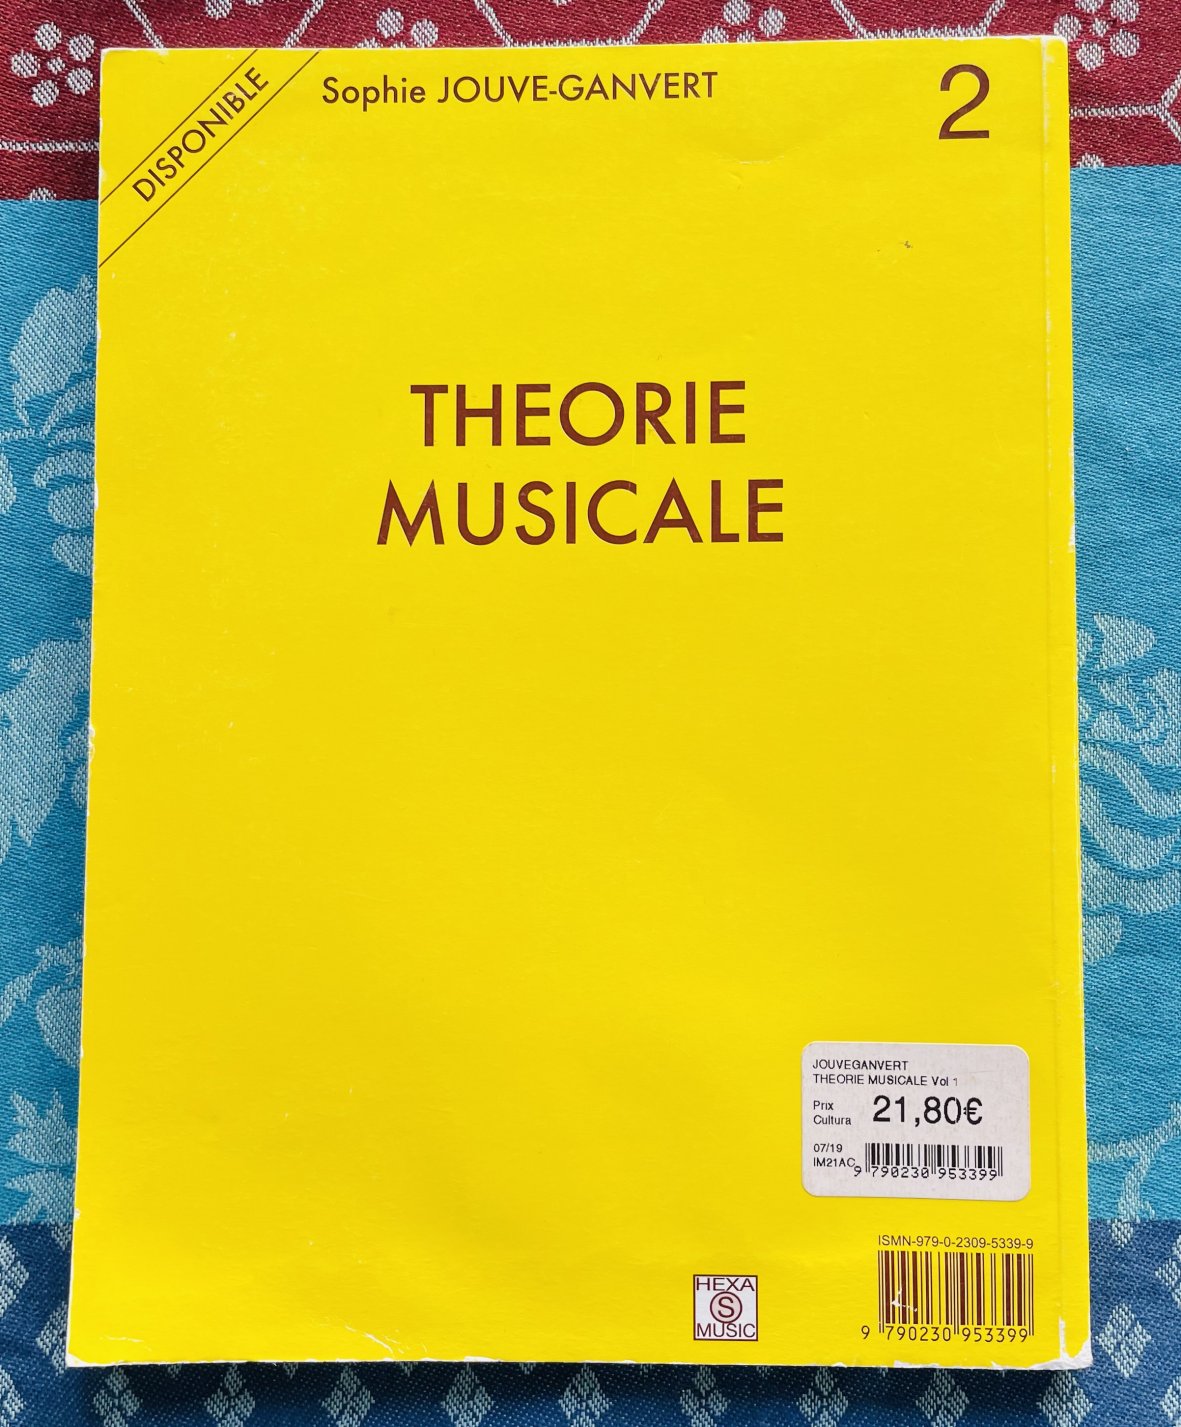 DISPONIBLE
Sophie JOUVE-GANVERT
2
THEORIE
MUSICALE
JOUVEGANVERT
THEORIE MUSICALE Vol 1
Prix
Cultura
21,80€
07/19
IM21AC
9 790230 953399
ISMN-979-0-2309-5339-9
9 790230 953399
HEXA
S
MUSIC